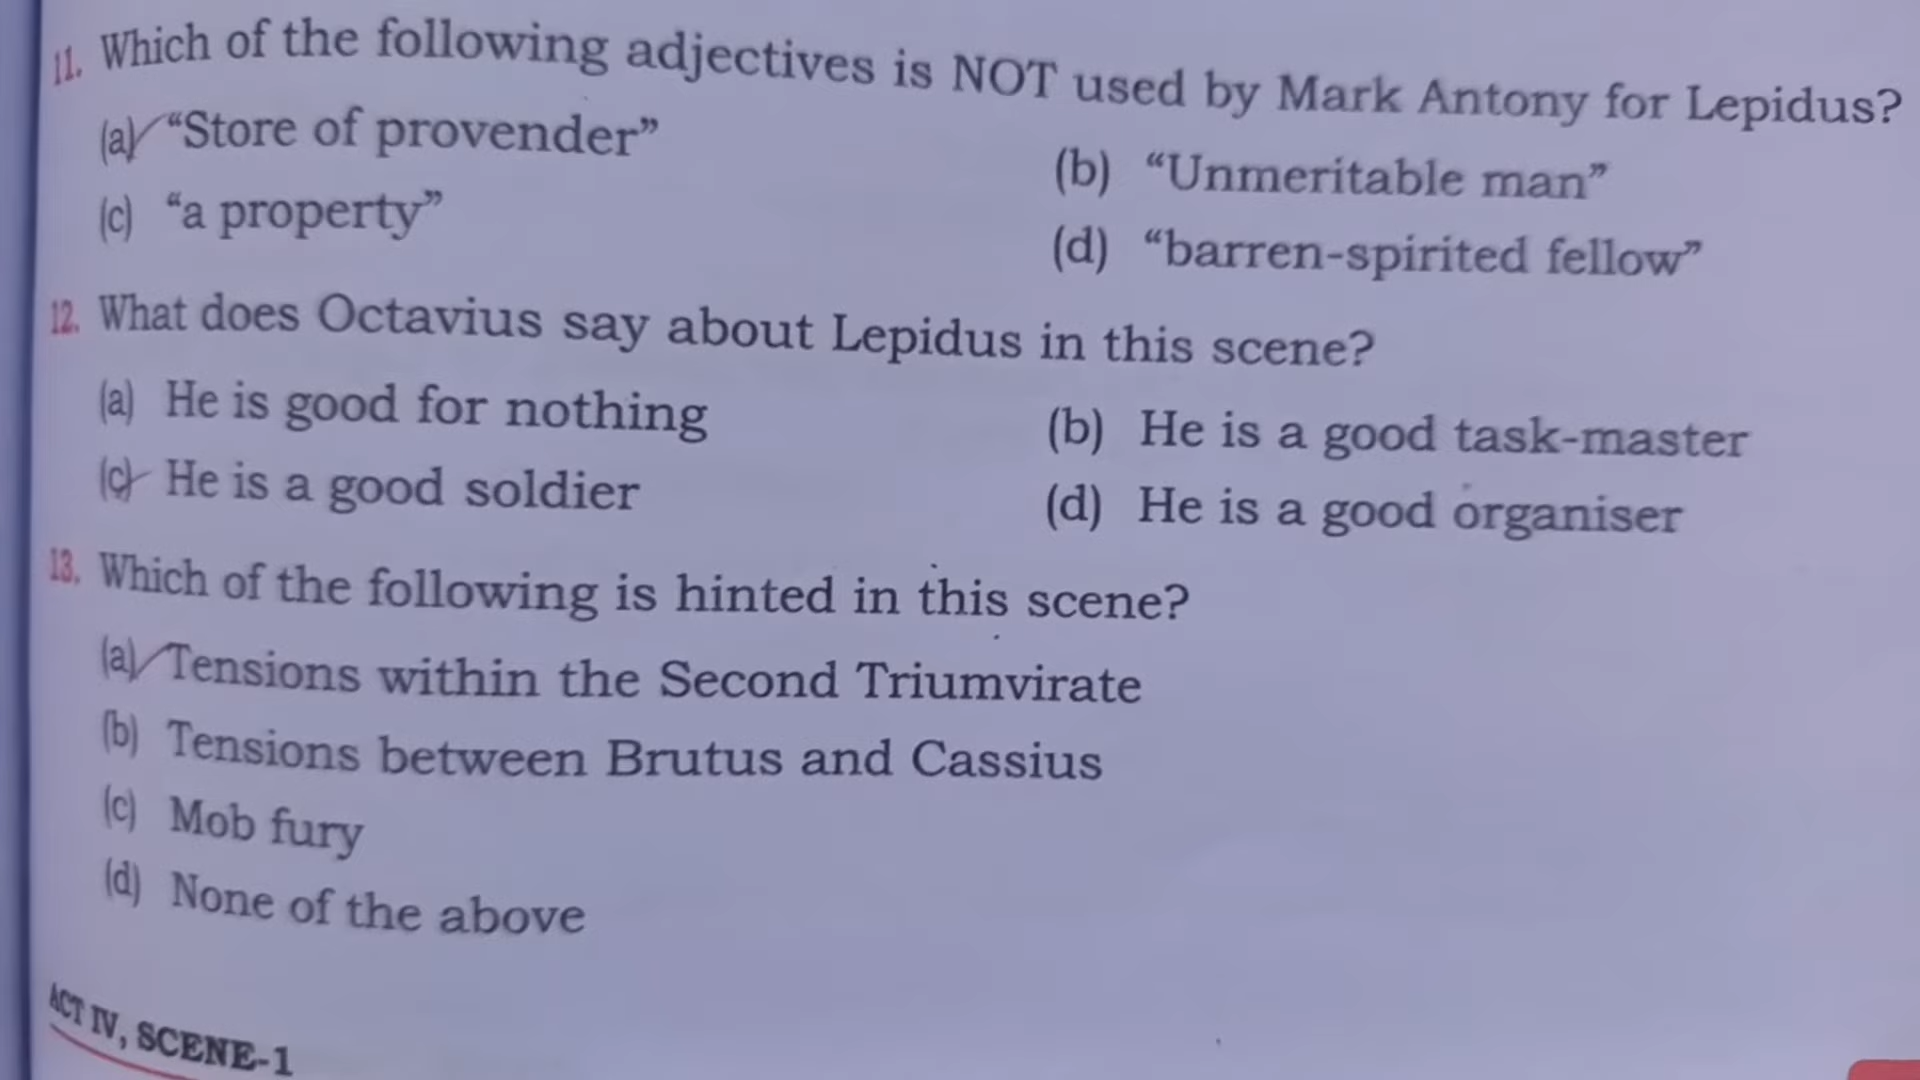 11. Which of the following adjectives is NOT used by Mark Antony for Lepidus?
(a) “Store of provender”
(b) “Unmeritable man”
(c) “a property”
(d) “barren-spirited fellow”
12. What does Octavius say about Lepidus in this scene?
(a) He is good for nothing
(b) He is a good task-master
(c) He is a good soldier
(d) He is a good organiser
13. Which of the following is hinted in this scene?
(a) Tensions within the Second Triumvirate
(b) Tensions between Brutus and Cassius
(c) Mob fury
(d) None of the above
ACT IV, SCENE-1